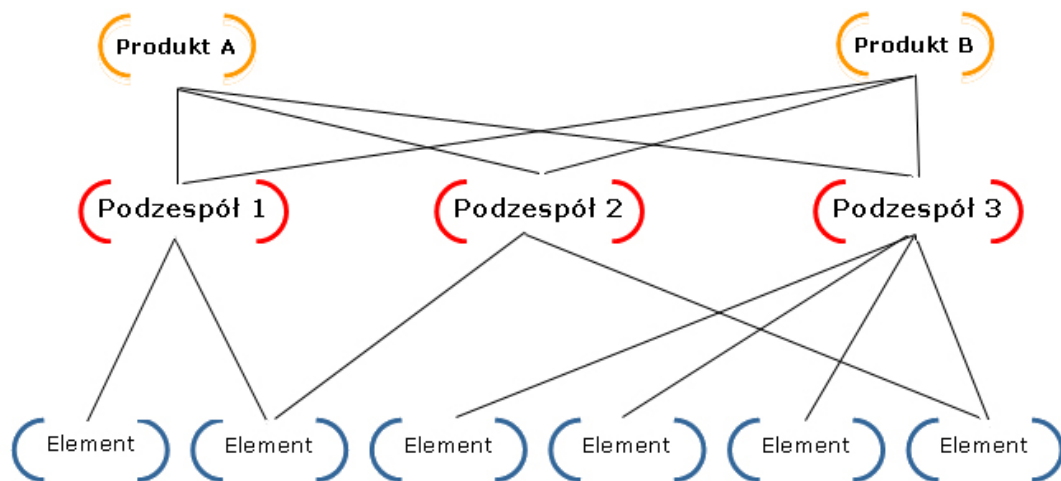 Produkt A
Produkt B
Podzespół 1
Podzespół 2
Podzespół 3
Element
Element
Element
Element
Element
Element